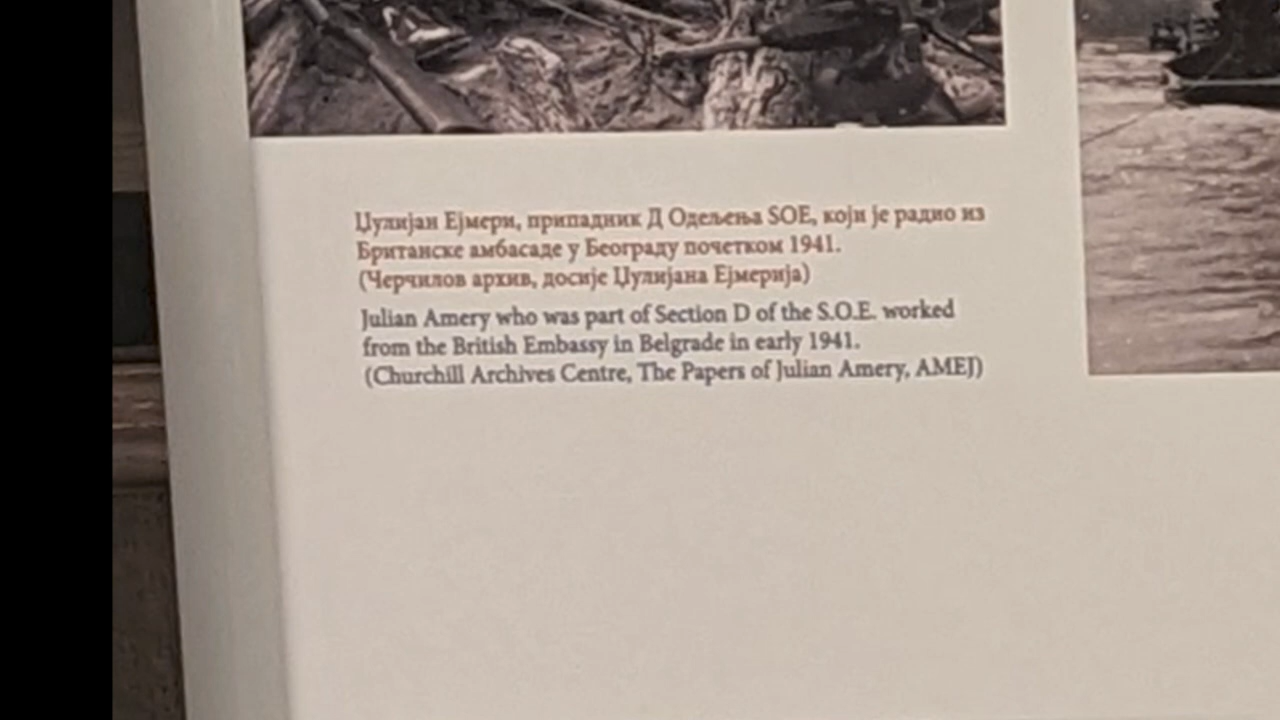 Џулијан Ејмери, припадник Д Одељења SOE, који је радио из
Британске амбасаде у Београду почетком 1941.
(Черчилов архив, досије Џулијана Ејмерија)
Julian Amery who was part of Section D of the S.O.E. worked
from the British Embassy in Belgrade in early 1941.
(Churchill Archives Centre, The Papers of Julian Amery, AMEJ)